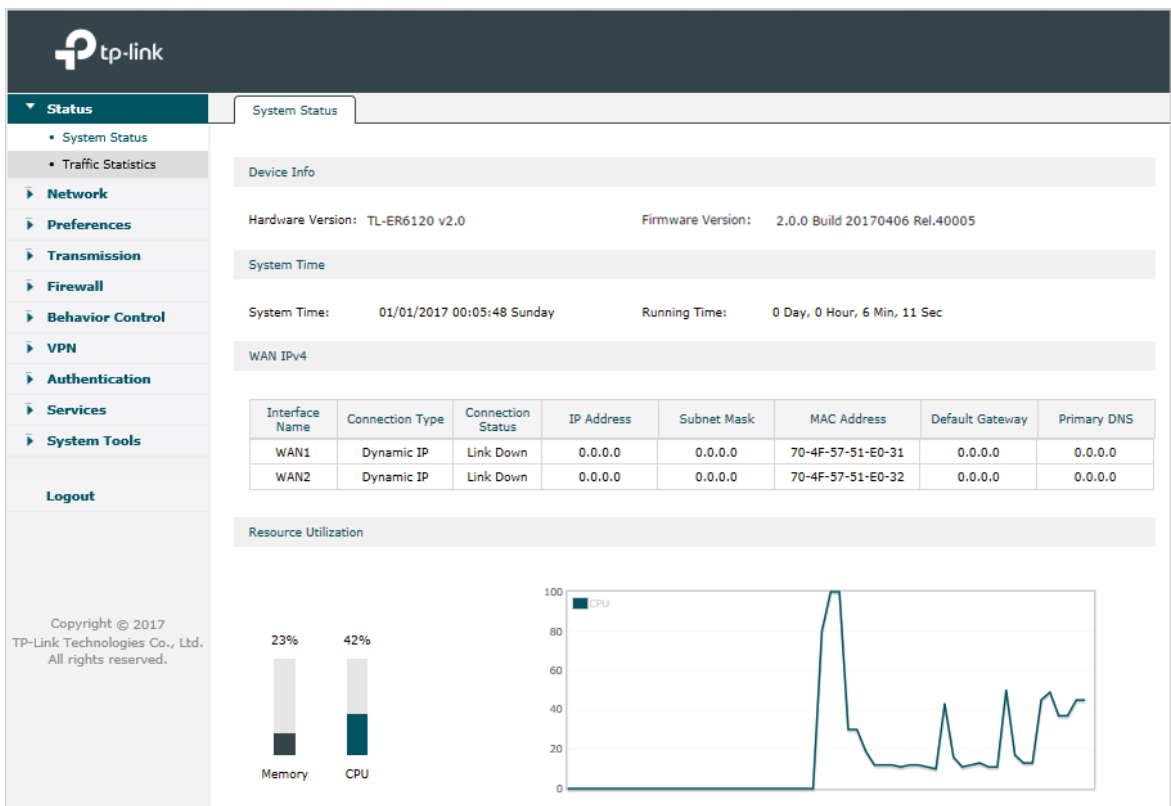 tp-link
Status
• System Status
• Traffic Statistics
Network
Preferences
Transmission
Firewall
Behavior Control
VPN
Authentication
Services
System Tools
Logout
Copyright © 2017
TP-Link Technologies Co., Ltd.
All rights reserved.
System Status
Device Info
Hardware Version: TL-ER6120 v2.0 Firmware Version: 2.0.0 Build 20170406 Rel.40005
System Time
System Time: 01/01/2017 00:05:48 Sunday Running Time: 0 Day, 0 Hour, 6 Min, 11 Sec
WAN IPv4
Interface Name Connection Type Connection Status IP Address Subnet Mask MAC Address Default Gateway Primary DNS
WAN1 Dynamic IP Link Down 0.0.0.0 0.0.0.0 70-4F-57-51-E0-31 0.0.0.0 0.0.0.0
WAN2 Dynamic IP Link Down 0.0.0.0 0.0.0.0 70-4F-57-51-E0-32 0.0.0.0 0.0.0.0
Resource Utilization
23% 42%
Memory CPU
CPU
100
80
60
40
20
0